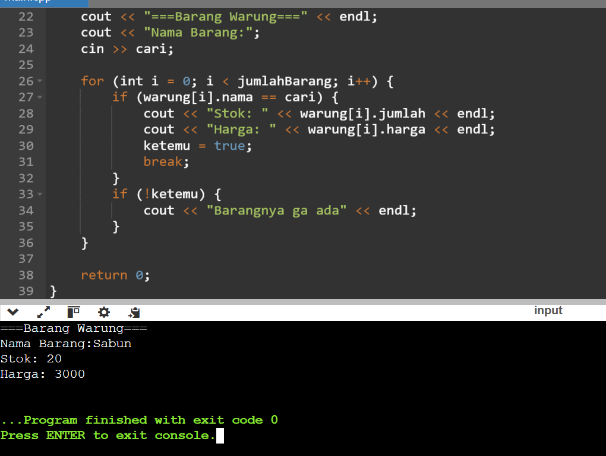 22 cout << "===Barang Warung===" << endl;
23 cout << "Nama Barang:";
24 cin >> cari;
25
26 for (int i = 0; i < jumlahBarang; i++) {
27 if (warung[i].nama == cari) {
28 cout << "Stok: " << warung[i].jumlah << endl;
29 cout << "Harga: " << warung[i].harga << endl;
30 ketemu = true;
31 break;
32 }
33 if (!ketemu) {
34 cout << "Barangnya ga ada" << endl;
35 }
36 }
37
38 return 0;
39 }
input
===Barang Warung===
Nama Barang:Sabun
Stok: 20
Harga: 3000
...Program finished with exit code 0
Press ENTER to exit console.